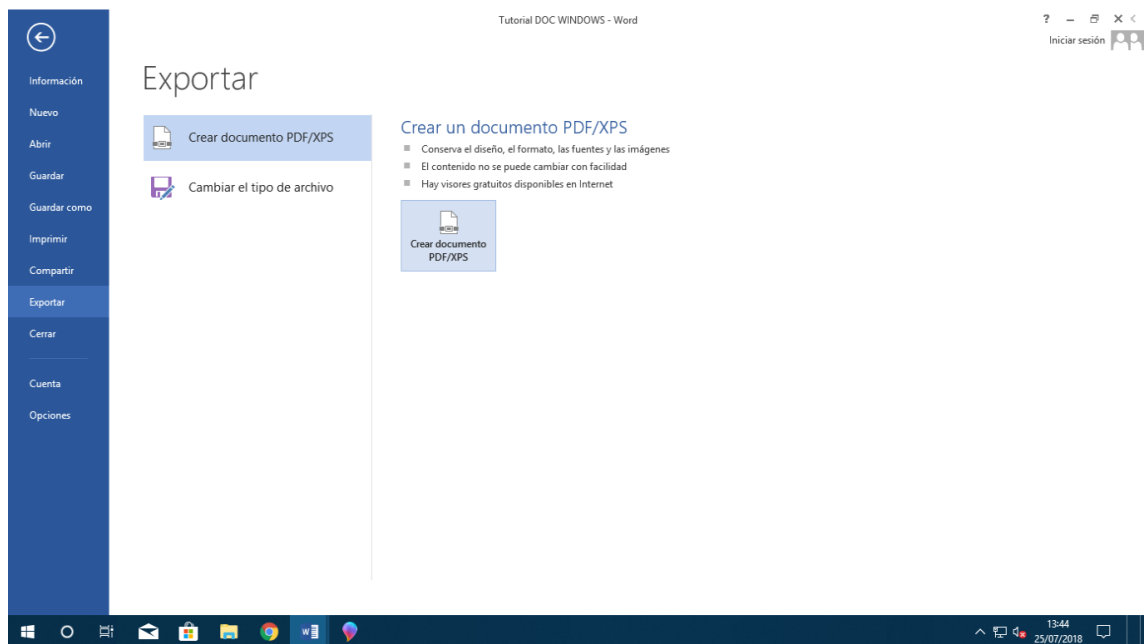 Tutorial DOC WINDOWS - Word
?
Iniciar sesión
Información
Nuevo
Abrir
Guardar
Guardar como
Imprimir
Compartir
Exportar
Cerrar
Cuenta
Opciones
Exportar
Crear documento PDF/XPS
Cambiar el tipo de archivo
Crear un documento PDF/XPS
Conserva el diseño, el formato, las fuentes y las imágenes
El contenido no se puede cambiar con facilidad
Hay visores gratuitos disponibles en Internet
Crear documento
PDF/XPS
13:44
25/07/2018